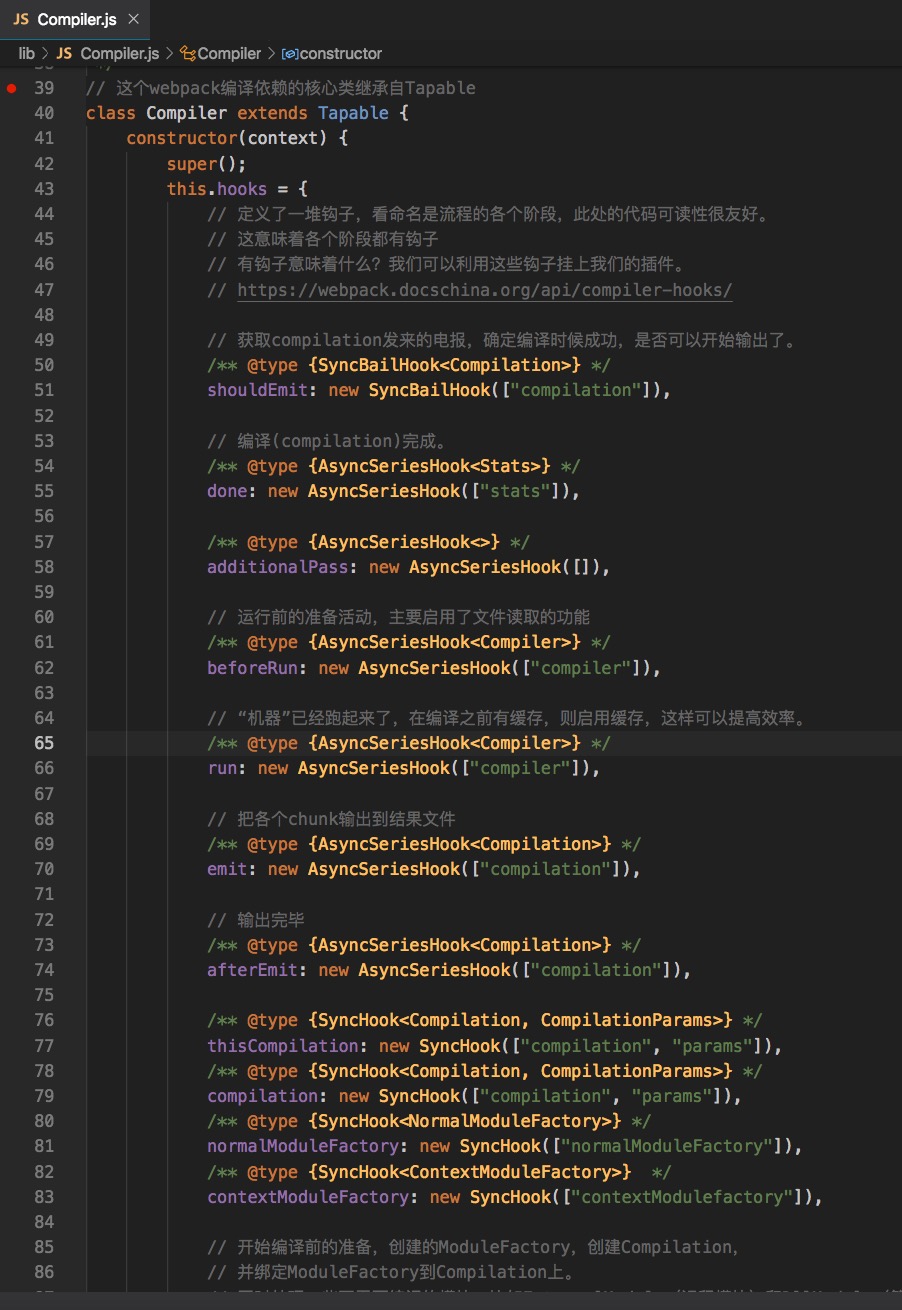 JS Compiler.js ×
lib > JS Compiler.js > Compiler > constructor
39 // 这个webpack编译依赖的核心类继承自Tapable
40 class Compiler extends Tapable {
41 constructor(context) {
42 super();
43 this.hooks = {
44 // 定义了一堆钩子，看命名是流程的各个阶段，此处的代码可读性很友好。
45 // 这意味着各个阶段都有钩子
46 // 有钩子意味着什么？我们可以利用这些钩子挂上我们的插件。
47 // https://webpack.docschina.org/api/compiler-hooks/
48
49 // 获取compilation发来的电报，确定编译时候成功，是否可以开始输出了。
50 /** @type {SyncBailHook<Compilation>} */
51 shouldEmit: new SyncBailHook(["compilation"]),
52
53 // 编译(compilation)完成。
54 /** @type {AsyncSeriesHook<Stats>} */
55 done: new AsyncSeriesHook(["stats"]),
56
57 /** @type {AsyncSeriesHook<>} */
58 additionalPass: new AsyncSeriesHook([]),
59
60 // 运行前的准备活动，主要启用了文件读取的功能
61 /** @type {AsyncSeriesHook<Compiler>} */
62 beforeRun: new AsyncSeriesHook(["compiler"]),
63
64 // “机器”已经跑起来了，在编译之前有缓存，则启用缓存，这样可以提高效率。
65 /** @type {AsyncSeriesHook<Compiler>} */
66 run: new AsyncSeriesHook(["compiler"]),
67
68 // 把各个chunk输出到结果文件
69 /** @type {AsyncSeriesHook<Compilation>} */
70 emit: new AsyncSeriesHook(["compilation"]),
71
72 // 输出完毕
73 /** @type {AsyncSeriesHook<Compilation>} */
74 afterEmit: new AsyncSeriesHook(["compilation"]),
75
76 /** @type {SyncHook<Compilation, CompilationParams>} */
77 thisCompilation: new SyncHook(["compilation", "params"]),
78 /** @type {SyncHook<Compilation, CompilationParams>} */
79 compilation: new SyncHook(["compilation", "params"]),
80 /** @type {SyncHook<NormalModuleFactory>} */
81 normalModuleFactory: new SyncHook(["normalModuleFactory"]),
82 /** @type {SyncHook<ContextModuleFactory>} */
83 contextModuleFactory: new SyncHook(["contextModulefactory"]),
84
85 // 开始编译前的准备，创建的ModuleFactory，创建Compilation，
86 // 并绑定ModuleFactory到Compilation上。